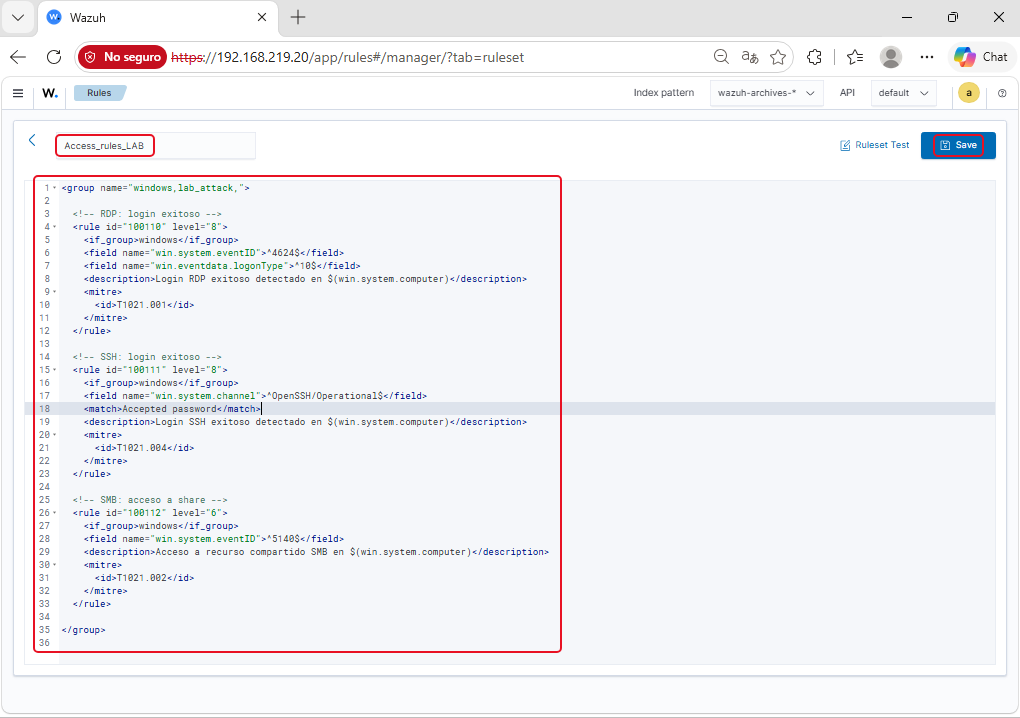 Wazuh
No seguro https://192.168.219.20/app/rules#/manager/?tab=ruleset
Chat
W. Rules Index pattern wazuh-archives-* API default a
Access_rules_LAB Ruleset Test Save
1 <group name="windows,lab_attack,">
2
3 <!-- RDP: login exitoso -->
4 <rule id="100110" level="8">
5 <if_group>windows</if_group>
6 <field name="win.system.eventID">^4624$</field>
7 <field name="win.eventdata.logonType">^10$</field>
8 <description>Login RDP exitoso detectado en $(win.system.computer)</description>
9 <mitre>
10 <id>T1021.001</id>
11 </mitre>
12 </rule>
13
14 <!-- SSH: login exitoso -->
15 <rule id="100111" level="8">
16 <if_group>windows</if_group>
17 <field name="win.system.channel">^OpenSSH/Operational$</field>
18 <match>Accepted password</match>
19 <description>Login SSH exitoso detectado en $(win.system.computer)</description>
20 <mitre>
21 <id>T1021.004</id>
22 </mitre>
23 </rule>
24
25 <!-- SMB: acceso a share -->
26 <rule id="100112" level="6">
27 <if_group>windows</if_group>
28 <field name="win.system.eventID">^5140$</field>
29 <description>Acceso a recurso compartido SMB en $(win.system.computer)</description>
30 <mitre>
31 <id>T1021.002</id>
32 </mitre>
33 </rule>
34
35 </group>
36